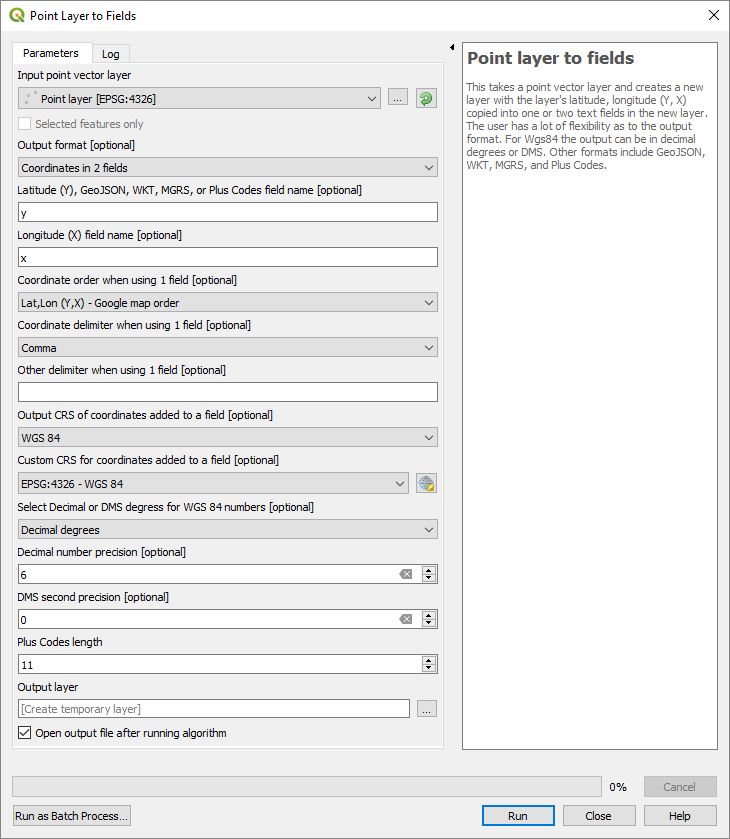 Point Layer to Fields
Parameters
Log
Input point vector layer
Point layer [EPSG:4326]
...
Selected features only
Output format [optional]
Coordinates in 2 fields
Latitude (Y), GeoJSON, WKT, MGRS, or Plus Codes field name [optional]
y
Longitude (X) field name [optional]
x
Coordinate order when using 1 field [optional]
Lat,Lon (Y,X) - Google map order
Coordinate delimiter when using 1 field [optional]
Comma
Other delimiter when using 1 field [optional]
Output CRS of coordinates added to a field [optional]
WGS 84
Custom CRS for coordinates added to a field [optional]
EPSG:4326 - WGS 84
Select Decimal or DMS degress for WGS 84 numbers [optional]
Decimal degrees
Decimal number precision [optional]
6
DMS second precision [optional]
0
Plus Codes length
11
Output layer
[Create temporary layer]
...
Open output file after running algorithm
Point layer to fields
This takes a point vector layer and creates a new
layer with the layer's latitude, longitude (Y, X)
copied into one or two text fields in the new layer.
The user has a lot of flexibility as to the output
format. For Wgs84 the output can be in decimal
degrees or DMS. Other formats include GeoJSON,
WKT, MGRS, and Plus Codes.
0%
Cancel
Run as Batch Process...
Run
Close
Help